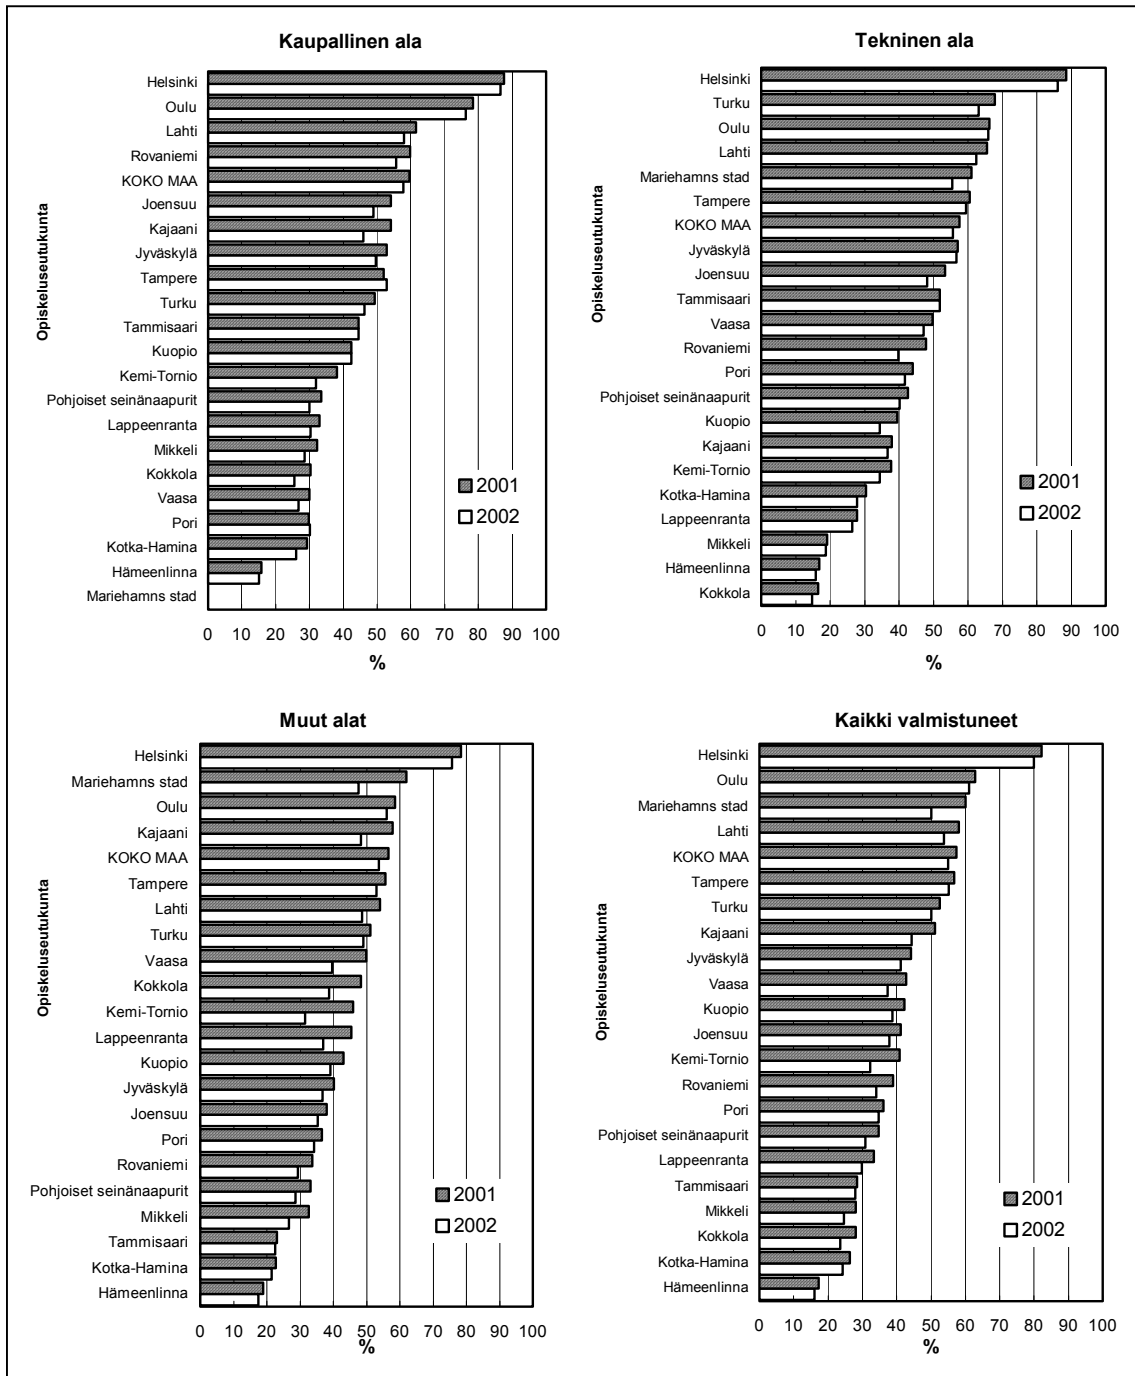 Kaupallinen ala
Opiskeluseutukunta
Helsinki
Oulu
Lahti
Rovaniemi
KOKO MAA
Joensuu
Kajaani
Jyväskylä
Tampere
Turku
Tammisaari
Kuopio
Kemi-Tornio
Pohjoiset seinänaapurit
Lappeenranta
Mikkeli
Kokkola
Vaasa
Pori
Kotka-Hamina
Hämeenlinna
Mariehamns stad
2001
2002
0 10 20 30 40 50 60 70 80 90 100
%
Tekninen ala
Opiskeluseutukunta
Helsinki
Turku
Oulu
Lahti
Mariehamns stad
Tampere
KOKO MAA
Jyväskylä
Joensuu
Tammisaari
Vaasa
Rovaniemi
Pori
Pohjoiset seinänaapurit
Kuopio
Kajaani
Kemi-Tornio
Kotka-Hamina
Lappeenranta
Mikkeli
Hämeenlinna
Kokkola
2001
2002
0 10 20 30 40 50 60 70 80 90 100
%
Muut alat
Opiskeluseutukunta
Helsinki
Mariehamns stad
Oulu
Kajaani
KOKO MAA
Tampere
Lahti
Turku
Vaasa
Kokkola
Kemi-Tornio
Lappeenranta
Kuopio
Jyväskylä
Joensuu
Pori
Rovaniemi
Pohjoiset seinänaapurit
Mikkeli
Tammisaari
Kotka-Hamina
Hämeenlinna
2001
2002
0 10 20 30 40 50 60 70 80 90 100
%
Kaikki valmistuneet
Opiskeluseutukunta
Helsinki
Oulu
Mariehamns stad
Lahti
KOKO MAA
Tampere
Turku
Kajaani
Jyväskylä
Vaasa
Kuopio
Joensuu
Kemi-Tornio
Rovaniemi
Pori
Pohjoiset seinänaapurit
Lappeenranta
Tammisaari
Mikkeli
Kokkola
Kotka-Hamina
Hämeenlinna
2001
2002
0 10 20 30 40 50 60 70 80 90 100
%